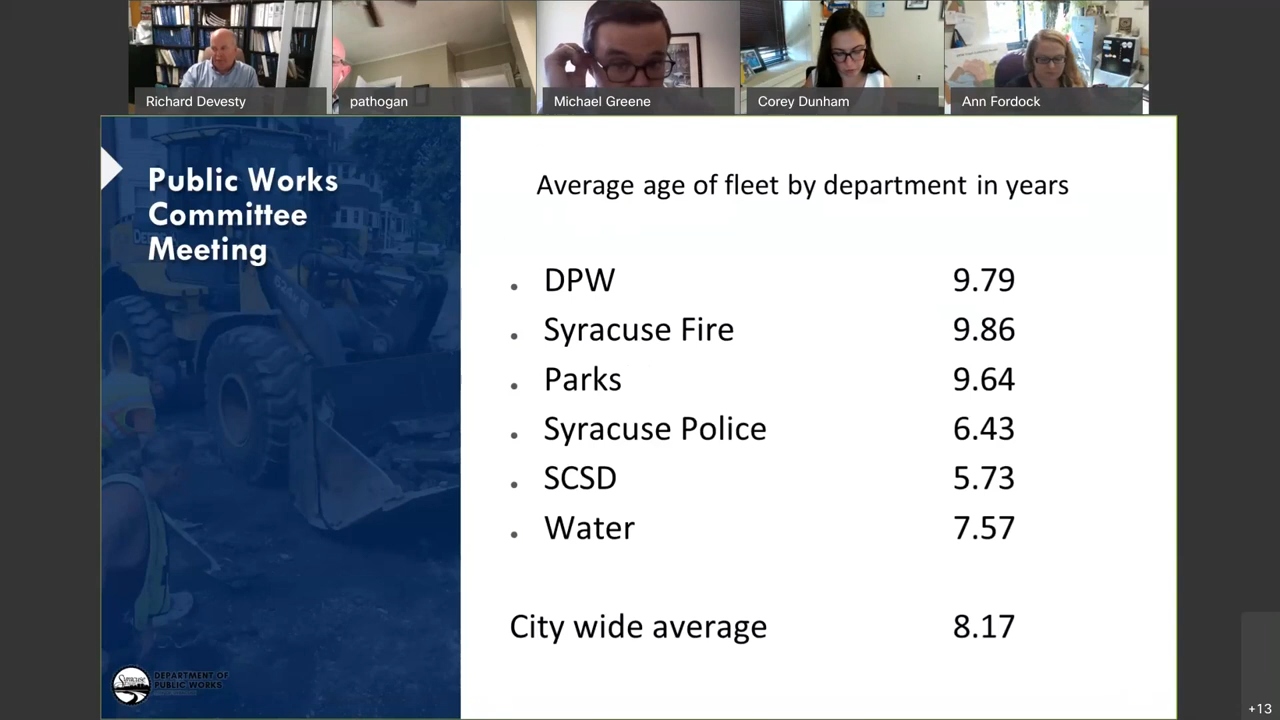 Richard Devesty
pathogan
Michael Greene
Corey Dunham
Ann Fordock
Public Works
Committee
Meeting
Average age of fleet by department in years
• DPW 9.79
• Syracuse Fire 9.86
• Parks 9.64
• Syracuse Police 6.43
• SCSD 5.73
• Water 7.57
City wide average 8.17
Syracuse
DEPARTMENT OF
PUBLIC WORKS
+13